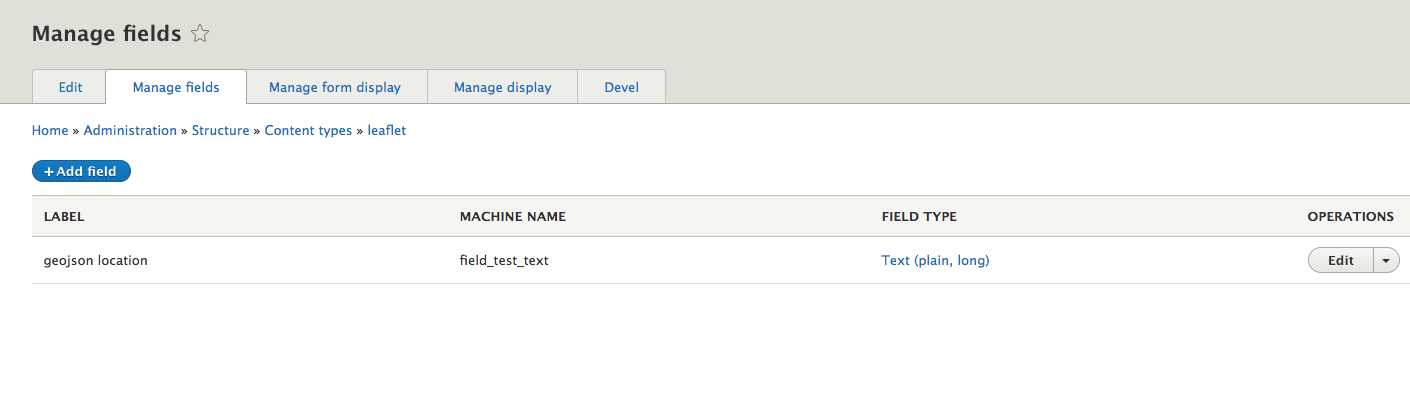 Manage fields
Edit Manage fields Manage form display Manage display Devel
Home » Administration » Structure » Content types » leaflet
+ Add field
LABEL MACHINE NAME FIELD TYPE OPERATIONS
geojson location field_test_text Text (plain, long) Edit